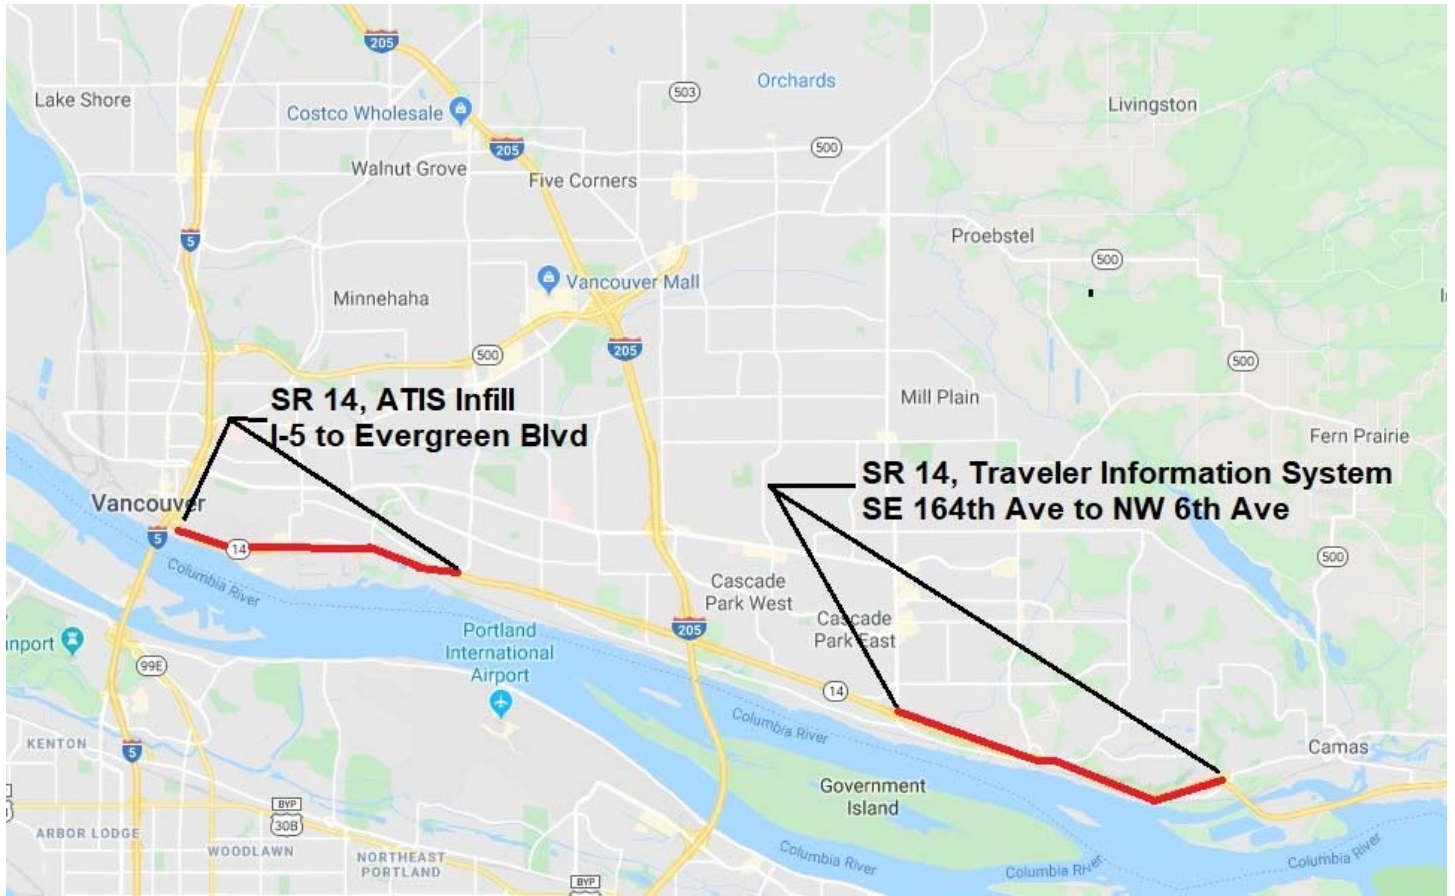 205
Lake Shore
Costco Wholesale
503
Orchards
Livingston
205
500
Walnut Grove
Five Corners
5
Proebstel
500
Vancouver Mall
Minnehaha
500
205
500
SR 14, ATIS Infill
I-5 to Evergreen Blvd
Mill Plain
Fern Prairie
SR 14, Traveler Information System
SE 164th Ave to NW 6th Ave
Vancouver
5
14
500
Columbia River
Cascade
Park West
Cascade
Park East
205
Portland
International
Airport
99E
14
Columbia River
KENTON
5
Camas
Government
Island
BYP
30B
ARBOR LODGE
WOODLAWN
NORTHEAST
PORTLAND
Columbia River
Columbia River
Columbia River
BYP